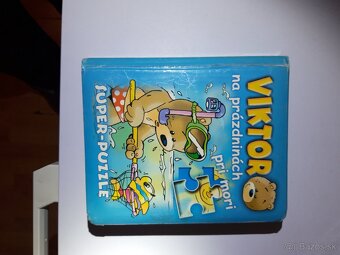 VIKTOR
na prázdninách
pri mori
SUPER-PUZZLE